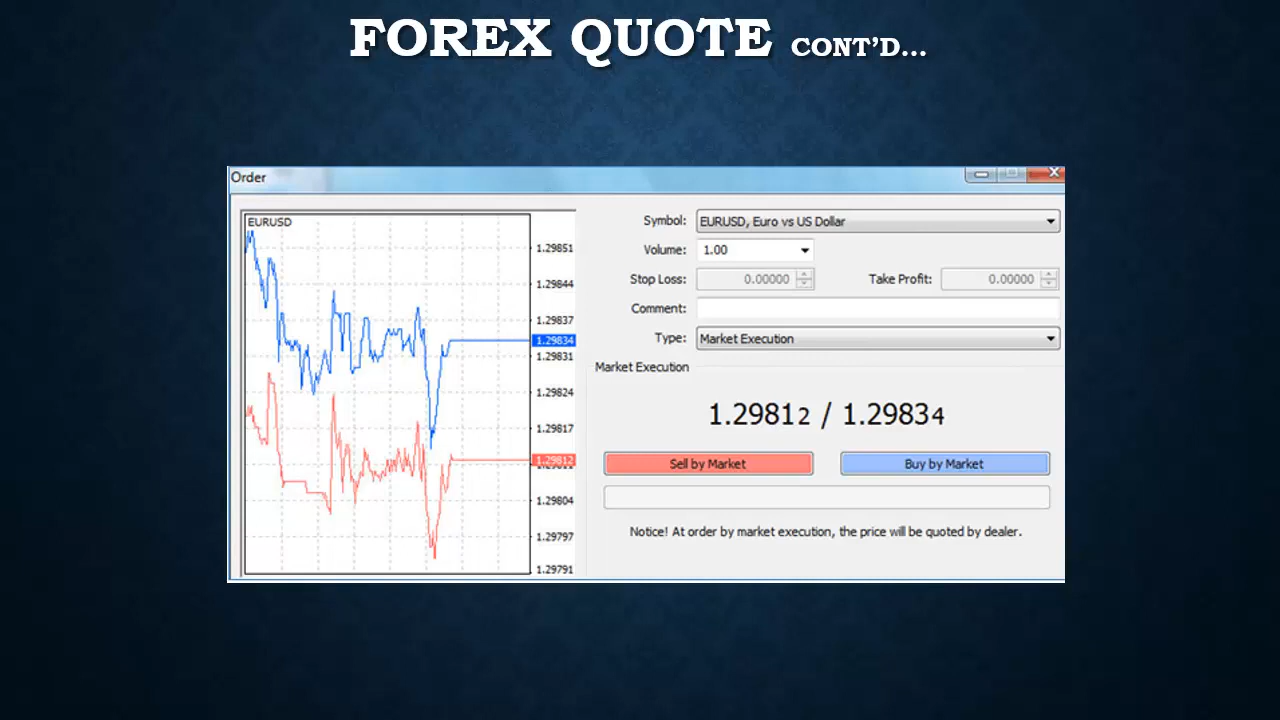 FOREX QUOTE CONT'D...
Order
EURUSD
1.29851
1.29844
1.29837
1.29834
1.29831
1.29824
1.29817
1.29812
1.29804
1.29797
1.29791
Symbol: EURUSD, Euro vs US Dollar
Volume: 1.00
Stop Loss: 0.00000 Take Profit: 0.00000
Comment:
Type: Market Execution
Market Execution
1.29812 / 1.29834
Sell by Market Buy by Market
Notice! At order by market execution, the price will be quoted by dealer.